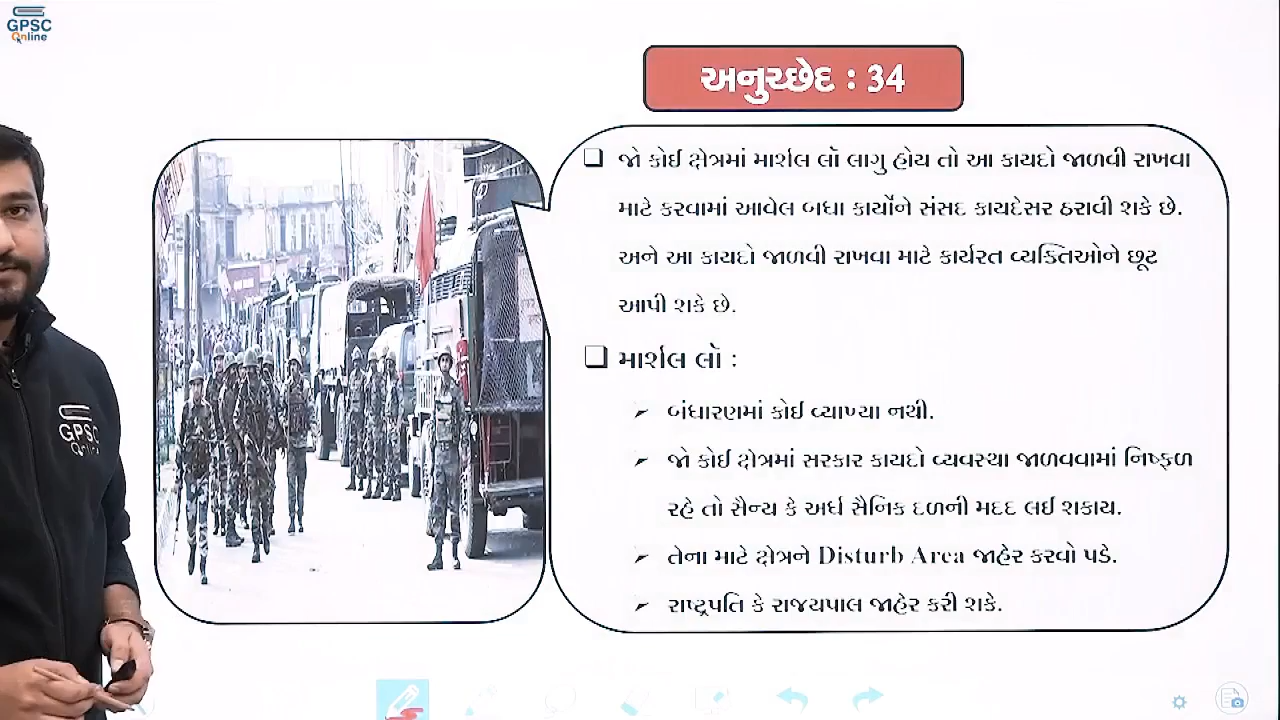 GPSC
Online
અનુચ્છેદ : 34
જો કોઈ ક્ષેત્રમાં માર્શલ લૉ લાગુ હોય તો આ કાયદો જાળવી રાખવા
માટે કરવામાં આવેલ બધા કાર્યોને સંસદ કાયદેસર ઠરાવી શકે છે.
અને આ કાયદો જાળવી રાખવા માટે કાર્યરત વ્યક્તિઓને છૂટ
આપી શકે છે.
માર્શલ લૉ :
બંધારણમાં કોઈ વ્યાખ્યા નથી.
જો કોઈ ક્ષેત્રમાં સરકાર કાયદો વ્યવસ્થા જાળવવામાં નિષ્ફળ
રહે તો સૈન્ય કે અર્ધ સૈનિક દળની મદદ લઈ શકાય.
તેના માટે ક્ષેત્રને Disturb Area જાહેર કરવો પડે.
રાષ્ટ્રપતિ કે રાજ્યપાલ જાહેર કરી શકે.
GPSC
Online